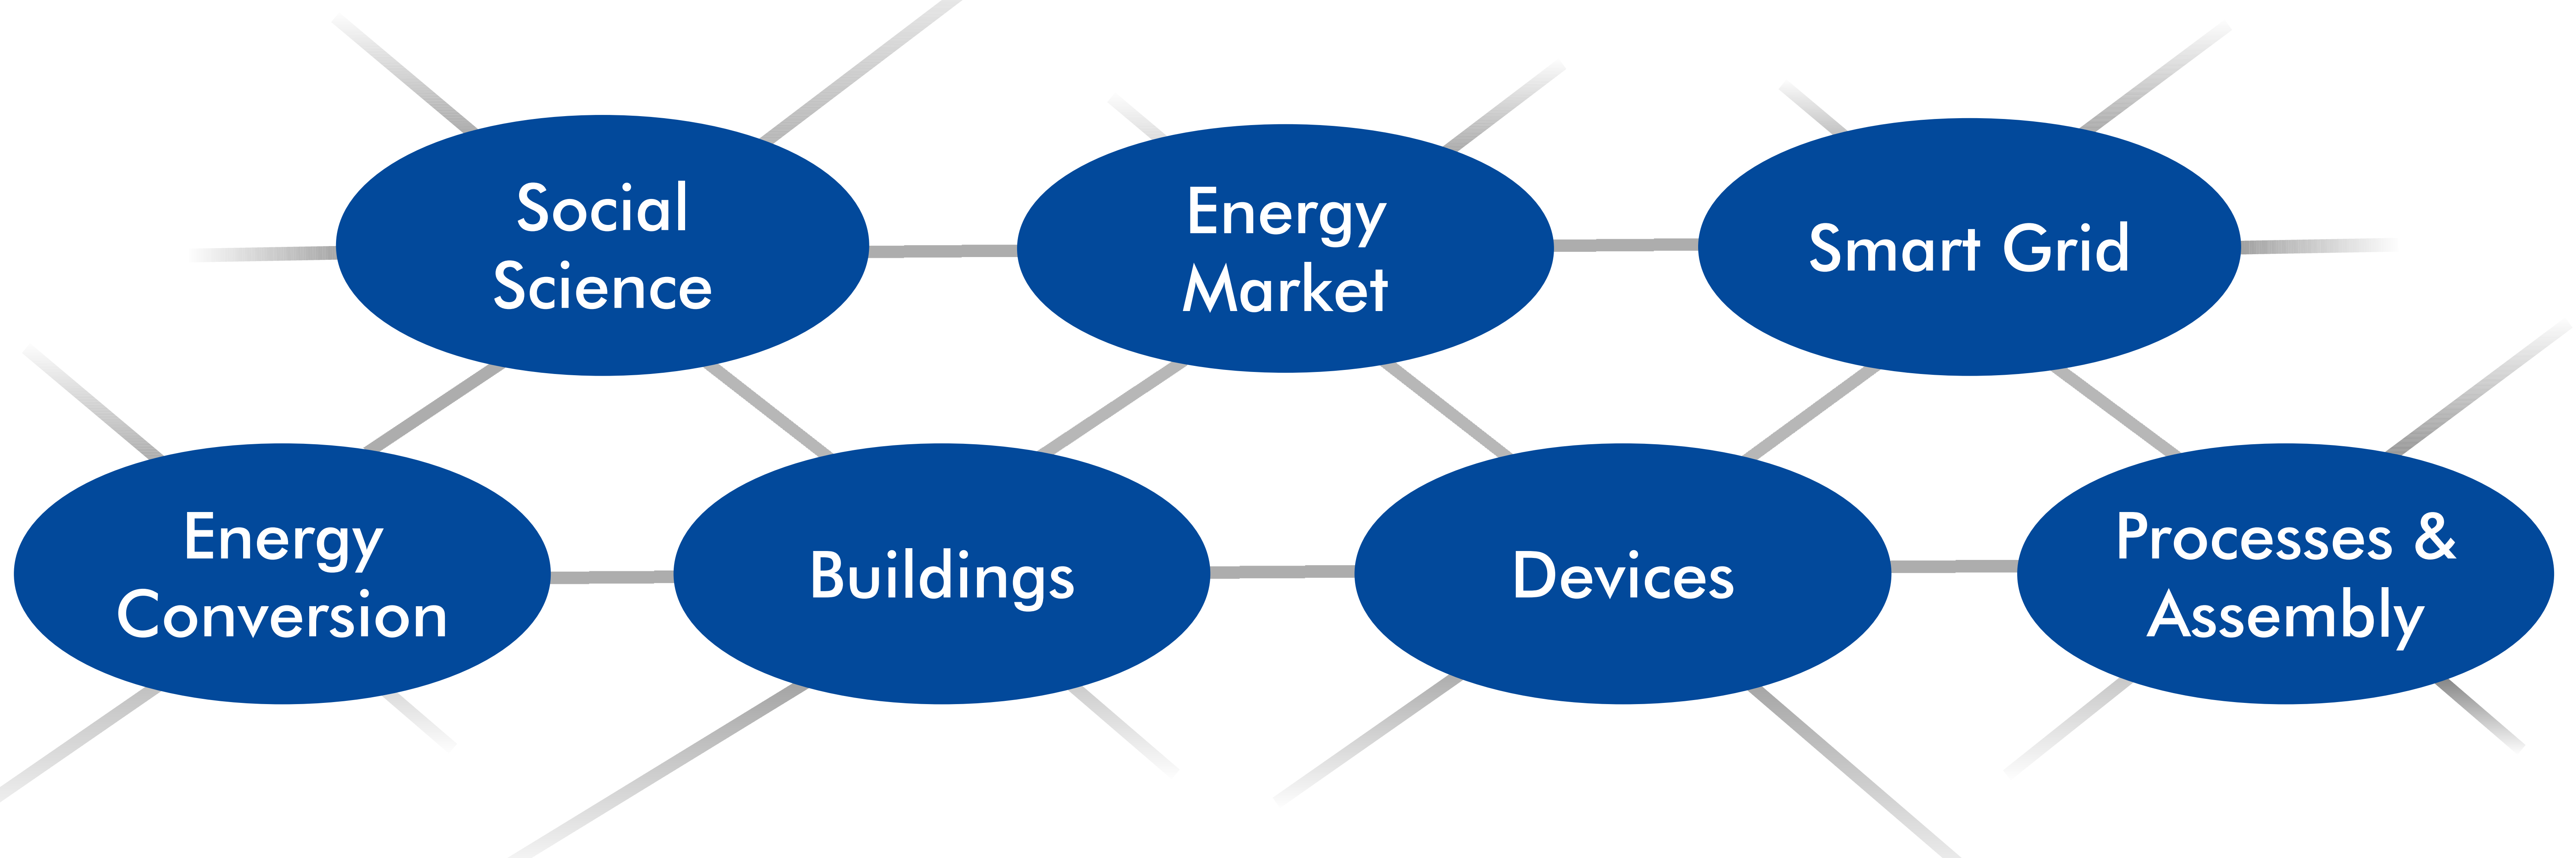 Social
Science
Energy
Market
Smart Grid
Energy
Conversion
Buildings
Devices
Processes &
Assembly